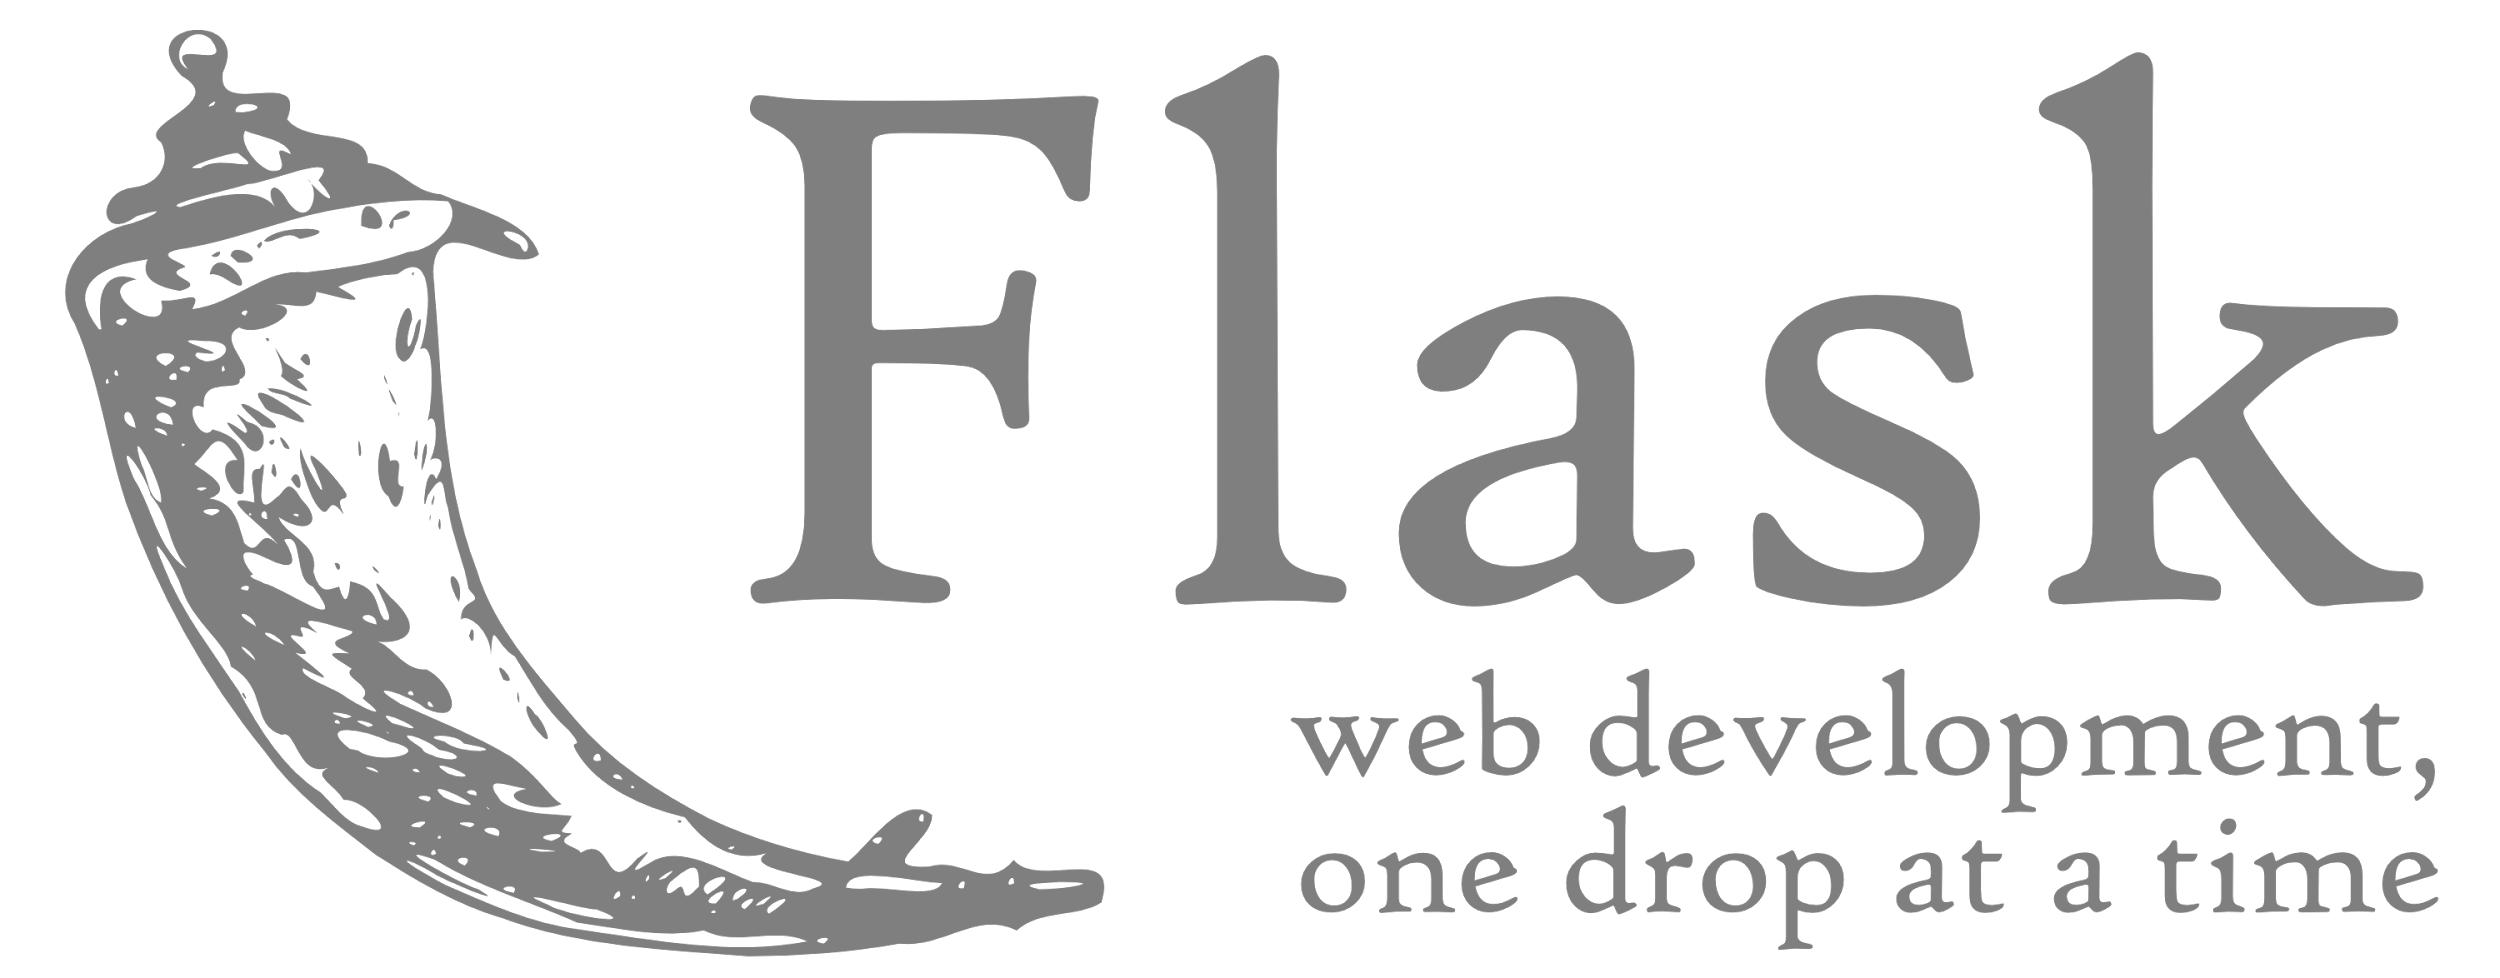 Flask
web development,
one drop at a time